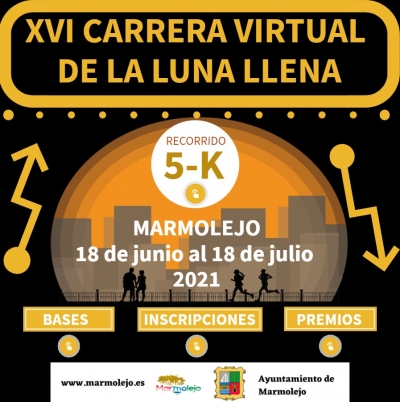 XVI CARRERA VIRTUAL
DE LA LUNA LLENA
RECORRIDO
5-K
MARMOLEJO
18 de junio al 18 de julio
2021
BASES
INSCRIPCIONES
PREMIOS
www.marmolejo.es
Marmolejo
Ayuntamiento de
Marmolejo